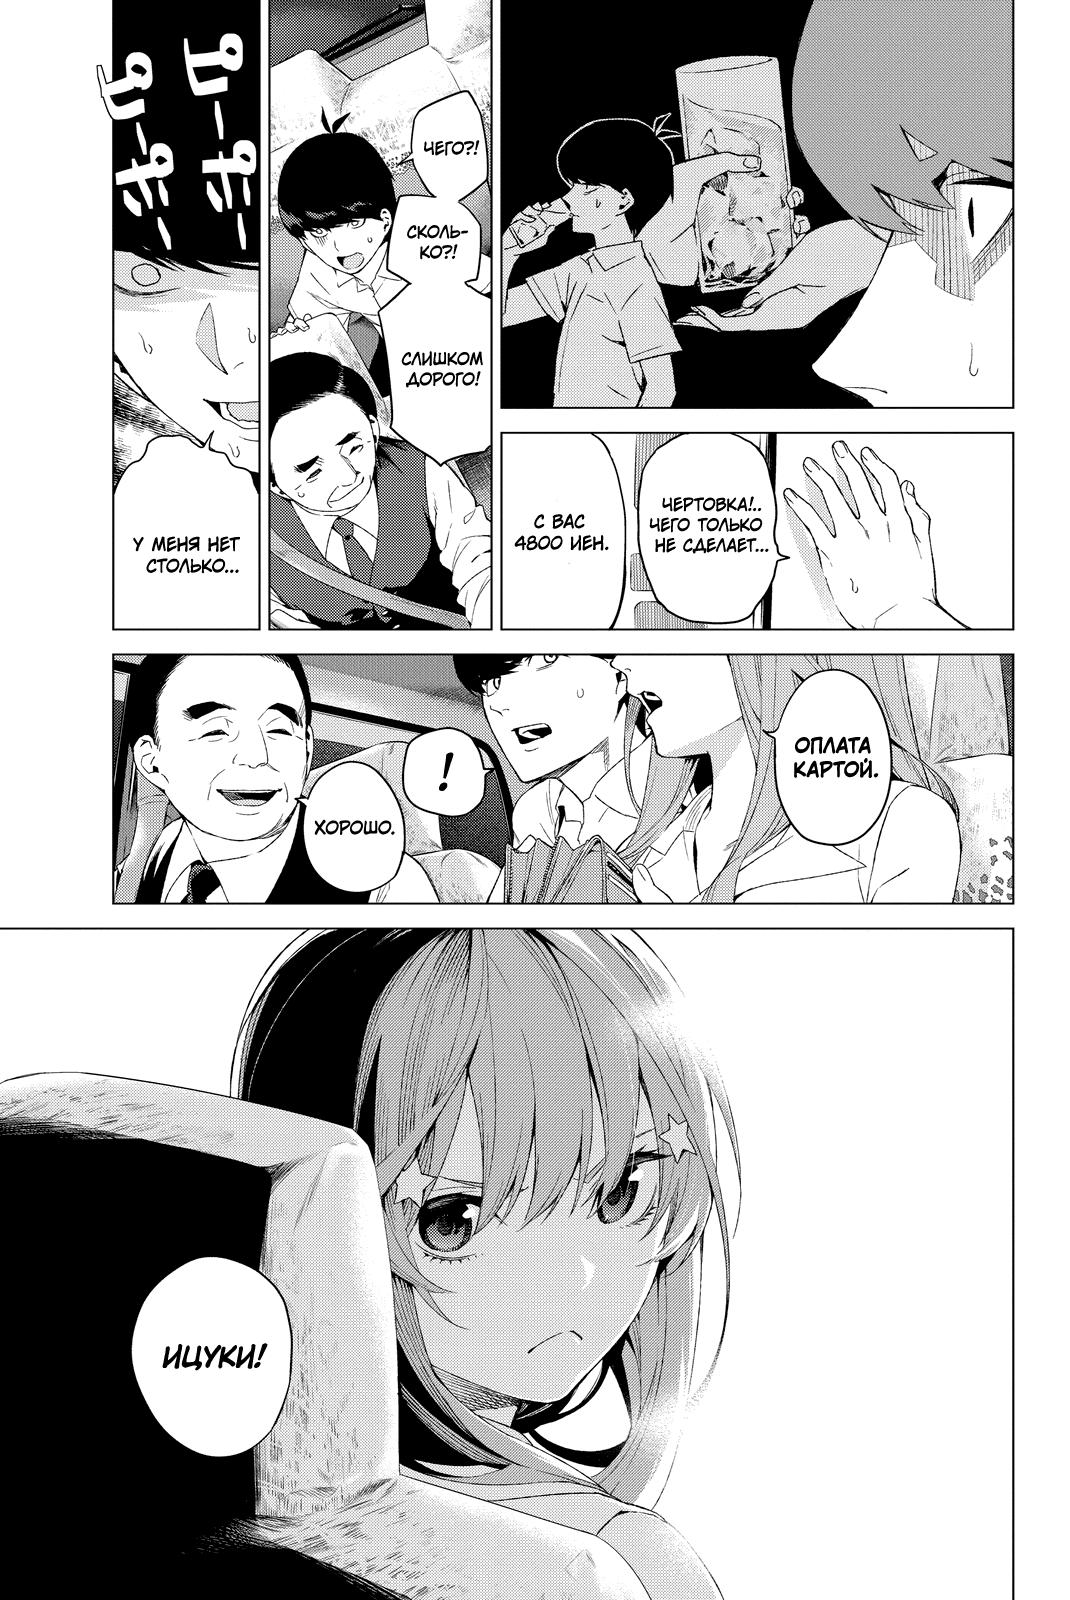 ЧЕРТОВКА!..
ЧЕГО ТОЛЬКО
НЕ СДЕЛАЕТ...
С ВАС
4800 ИЕН.
ЧЕГО?!
СКОЛЬ-
КО?!
СЛИШКОМ
ДОРОГО!
У МЕНЯ НЕТ
СТОЛЬКО...
ОПЛАТА
КАРТОЙ.
!
ХОРОШО.
ИЦУКИ!